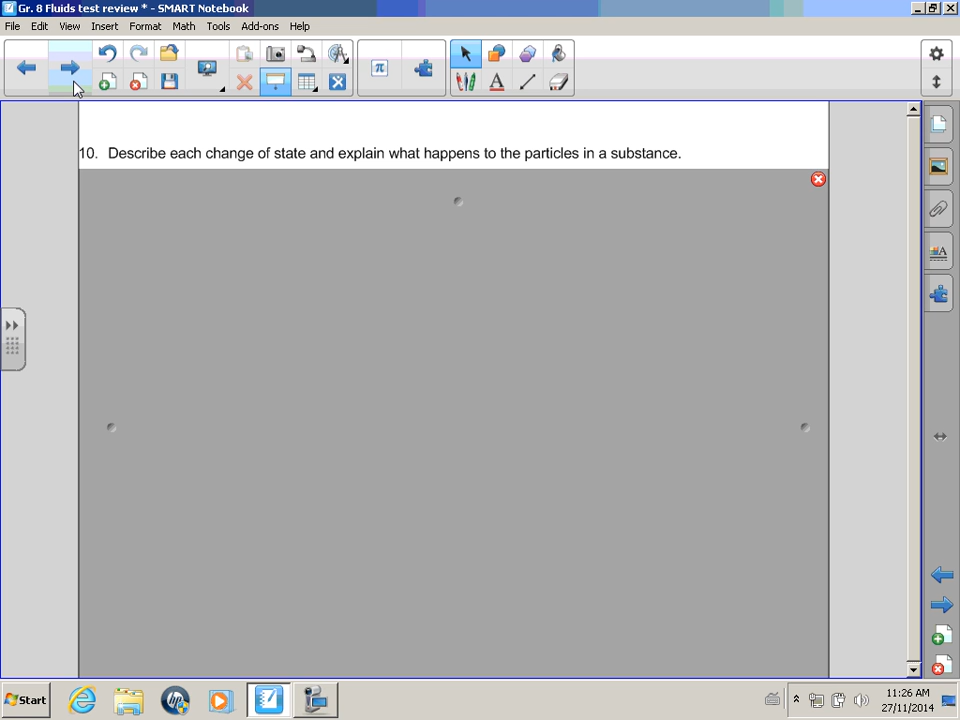 Gr. 8 Fluids test review * - SMART Notebook
File Edit View Insert Format Math Tools Add-ons Help
π
A
10. Describe each change of state and explain what happens to the particles in a substance.
A
Start
hp
11:26 AM
27/11/2014